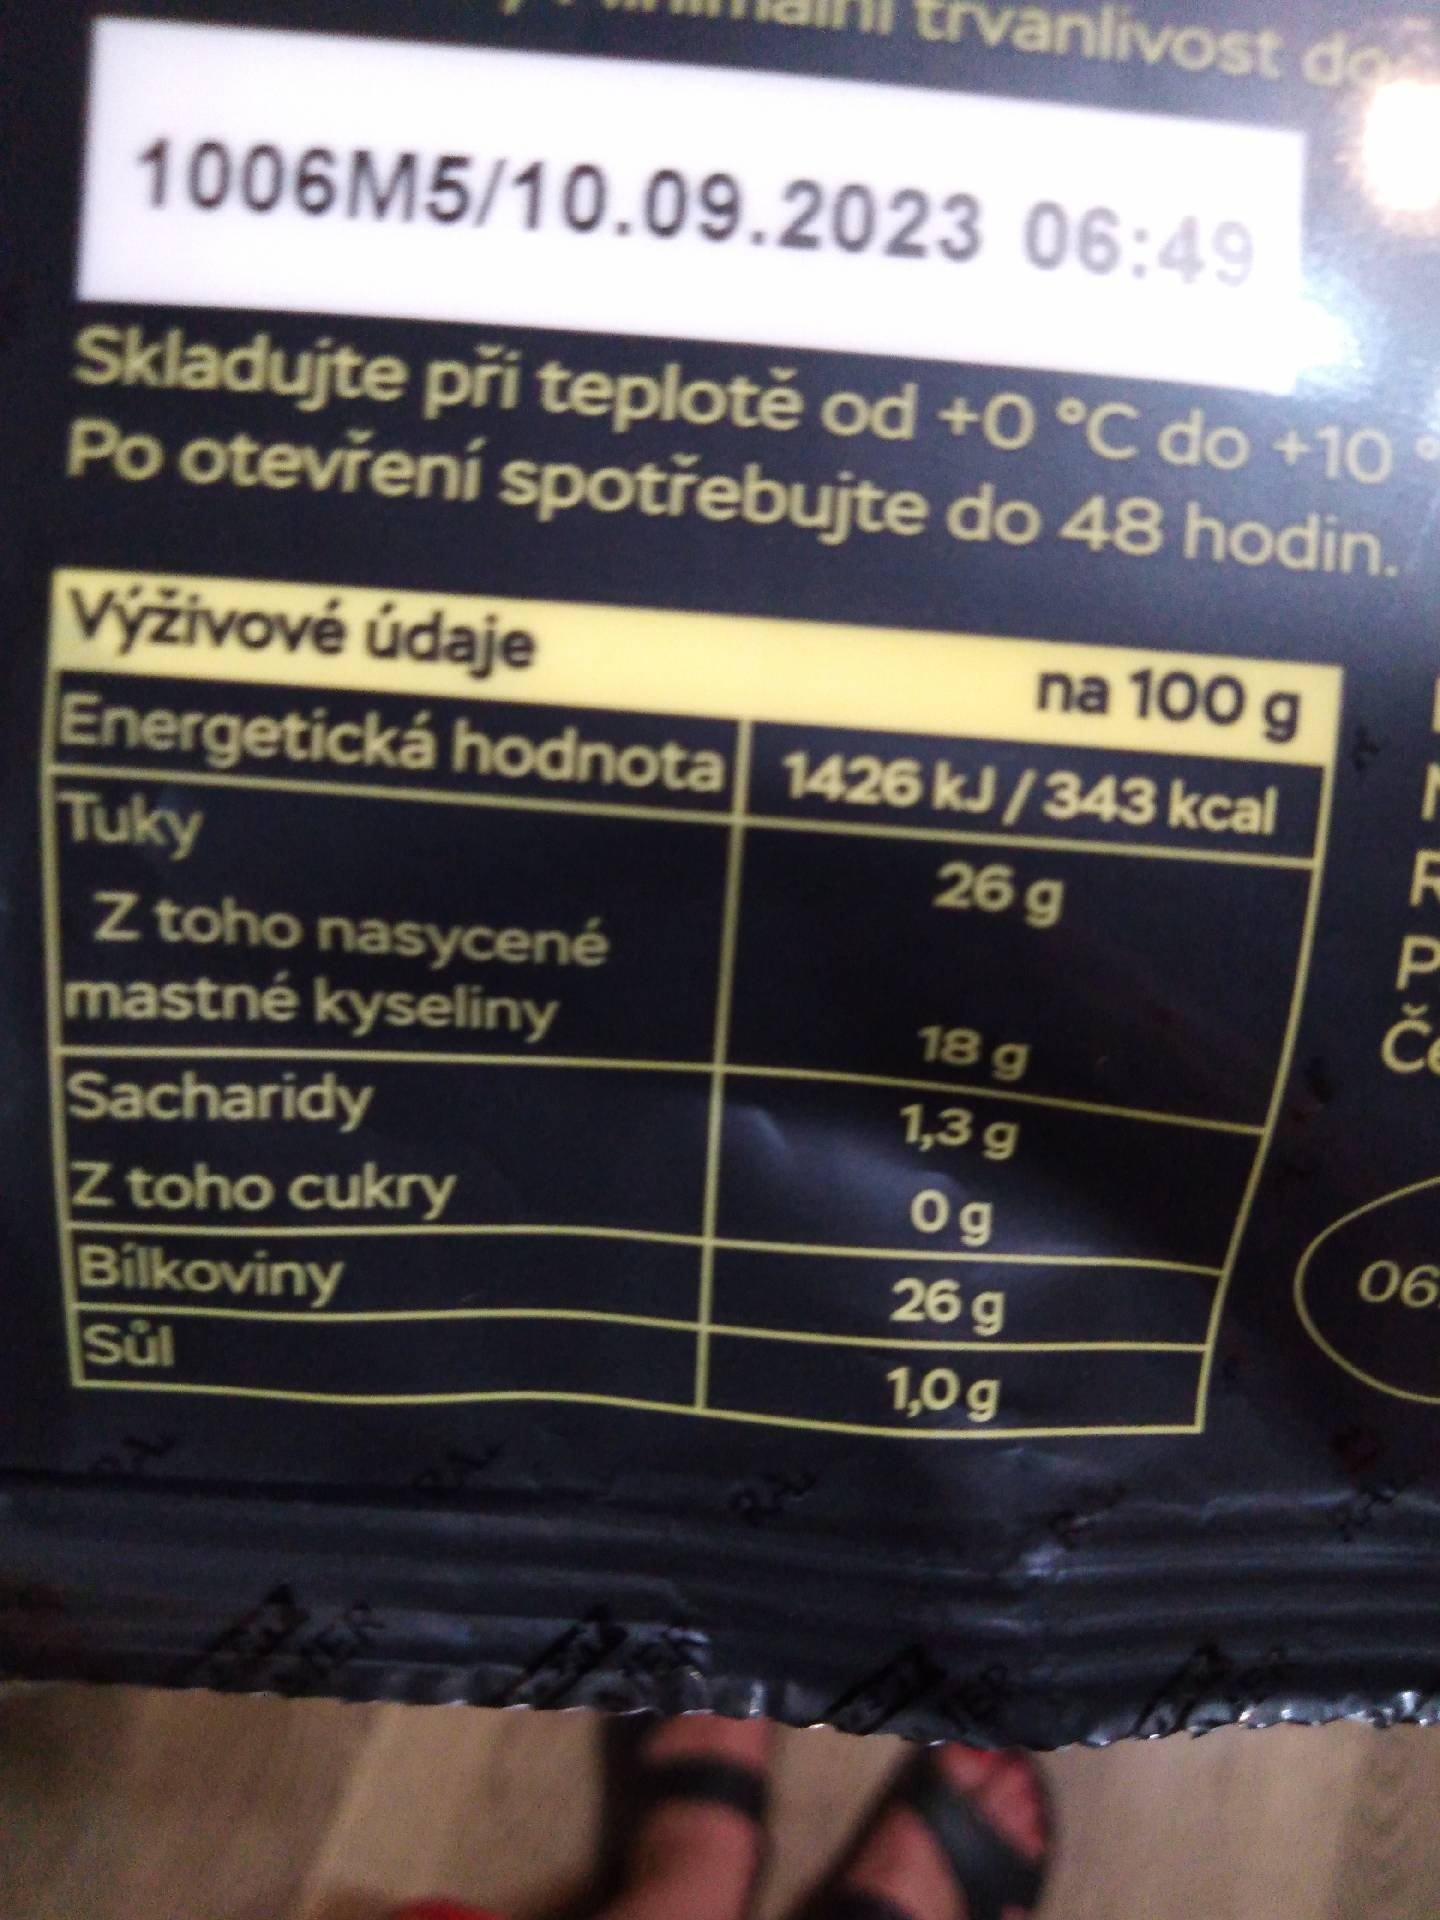 Minimální trvanlivost do
1006M5/10.09.2023 06:49
Skladujte při teplotě od +0 °C do +10 °
Po otevření spotřebujte do 48 hodin.
Výživové údaje na 100 g
Energetická hodnota 1426 kJ / 343 kcal
Tuky 26 g
Z toho nasycené
mastné kyseliny 18 g
Sacharidy 1,3 g
Z toho cukry 0 g
Bílkoviny 26 g
Sůl 1,0 g
06